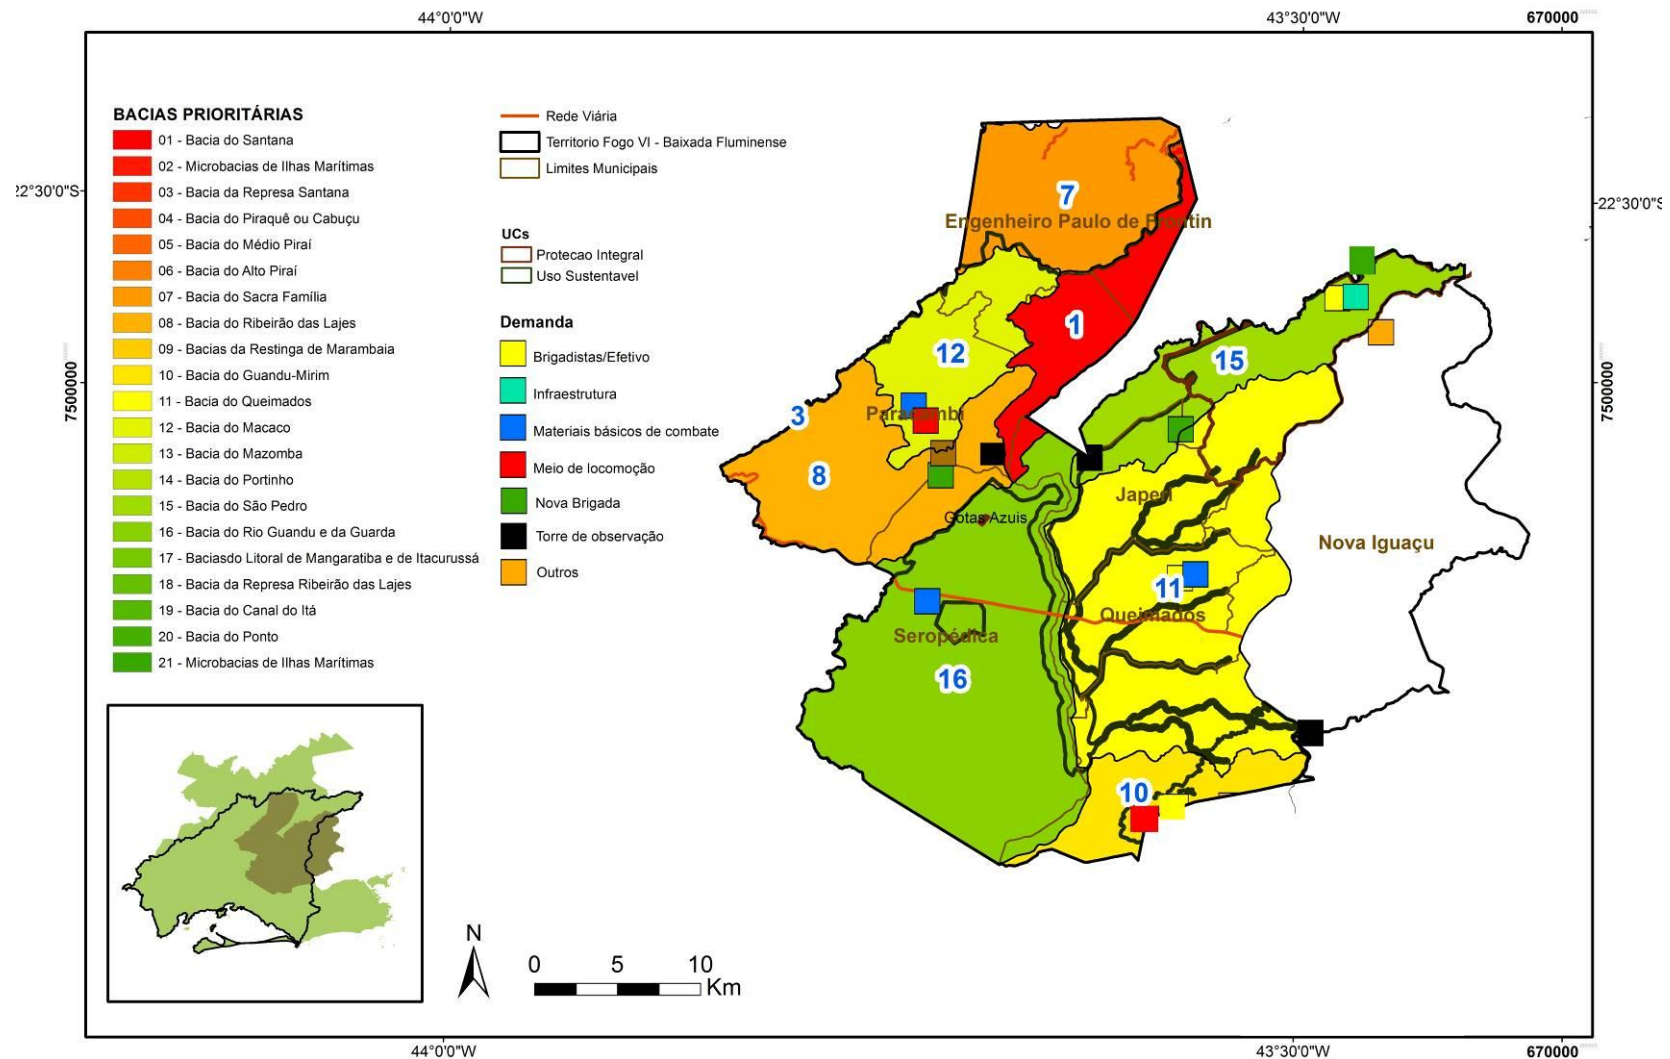 44°0'0"W
43°30'0"W
670000
BACIAS PRIORITÁRIAS
01 - Bacia do Santana
02 - Microbacias de Ilhas Marítimas
03 - Bacia da Represa Santana
04 - Bacia do Piraquê ou Cabuçu
05 - Bacia do Médio Piraí
06 - Bacia do Alto Piraí
07 - Bacia do Sacra Família
08 - Bacia do Ribeirão das Lajes
09 - Bacias da Restinga de Marambaia
10 - Bacia do Guandu-Mirim
11 - Bacia do Queimados
12 - Bacia do Macaco
13 - Bacia do Mazomba
14 - Bacia do Portinho
15 - Bacia do São Pedro
16 - Bacia do Rio Guandu e da Guarda
17 - Baciasdo Litoral de Mangaratiba e de Itacurussá
18 - Bacia da Represa Ribeirão das Lajes
19 - Bacia do Canal do Itá
20 - Bacia do Ponto
21 - Microbacias de Ilhas Marítimas
Rede Viária
Territorio Fogo VI - Baixada Fluminense
Limites Municipais
UCs
Protecao Integral
Uso Sustentavel
Demanda
Brigadistas/Efetivo
Infraestrutura
Materiais básicos de combate
Meio de locomoção
Nova Brigada
Torre de observação
Outros
22°30'0"S
22°30'0"S
7500000
7500000
7
Engenheiro Paulo de Frontin
1
12
15
3
Paracambi
8
Japeri
Gotas Azuis
Nova Iguaçu
11
Queimados
Seropédica
16
10
N
0 5 10
Km
44°0'0"W
43°30'0"W
670000